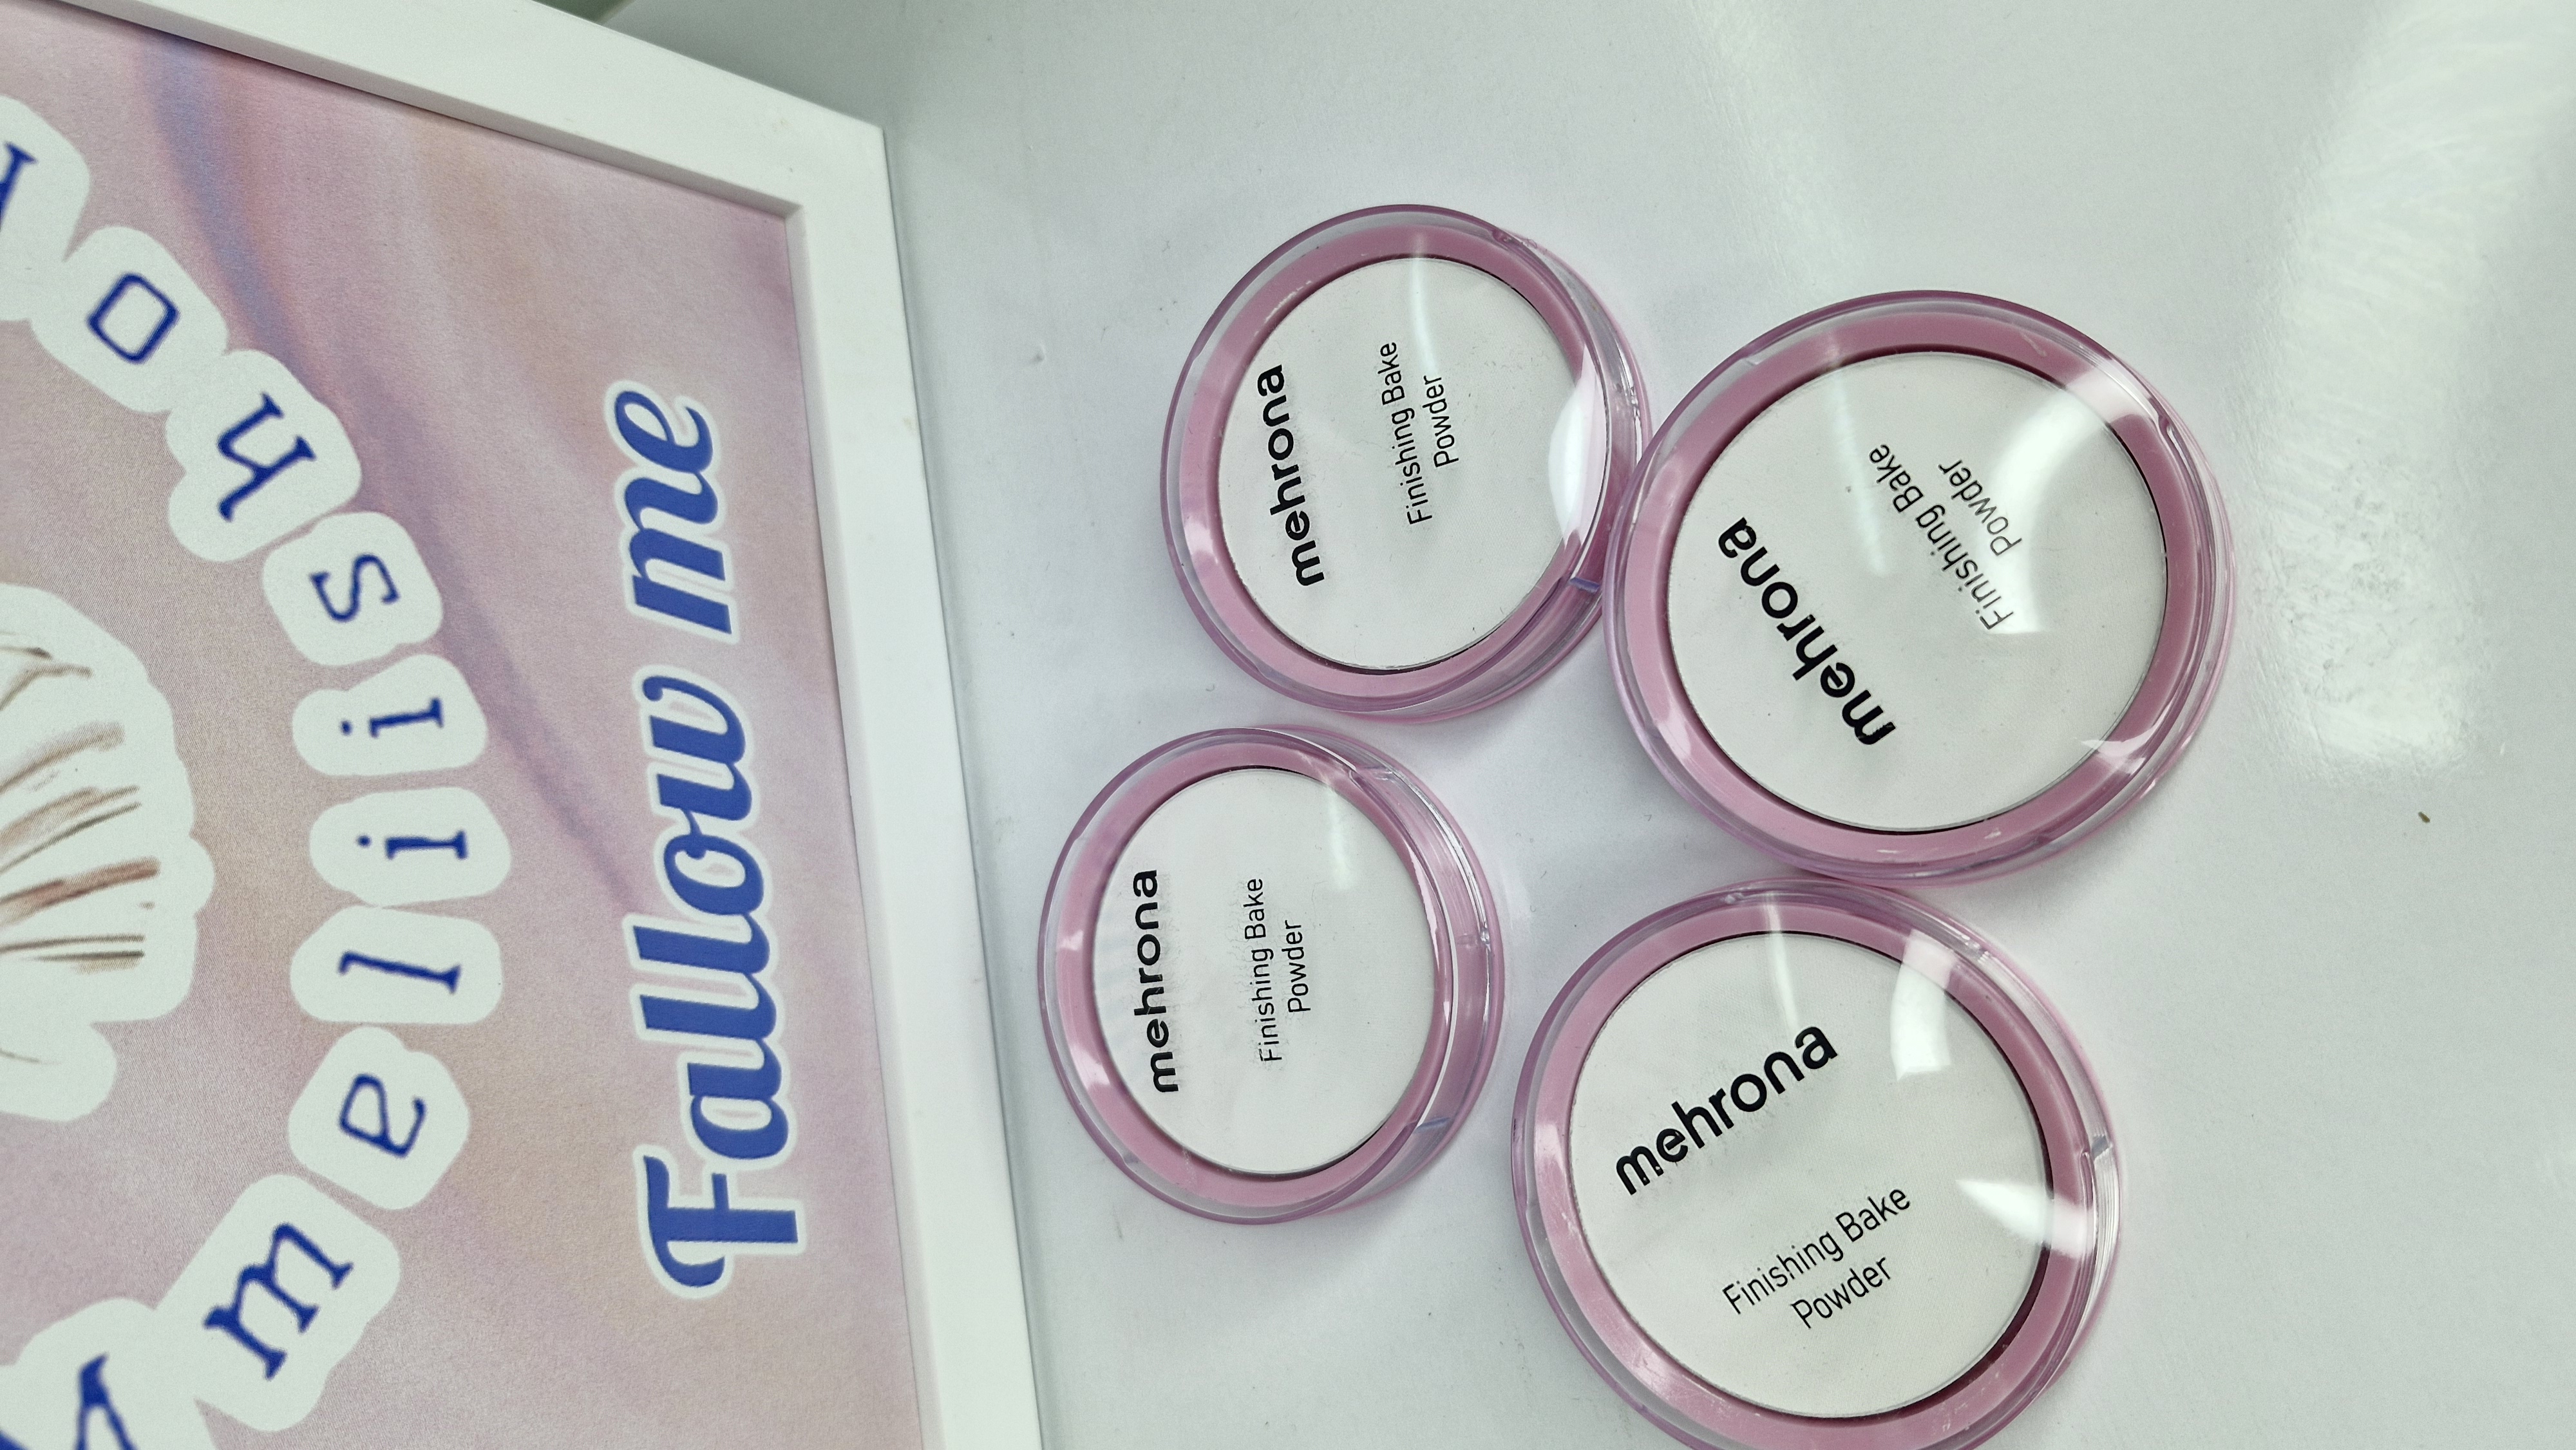 mehrona
Finishing Bake
Powder
mehrona
Finishing Bake
Powder
mehrona
Finishing Bake
Powder
mehrona
Finishing Bake
Powder
Fallow me